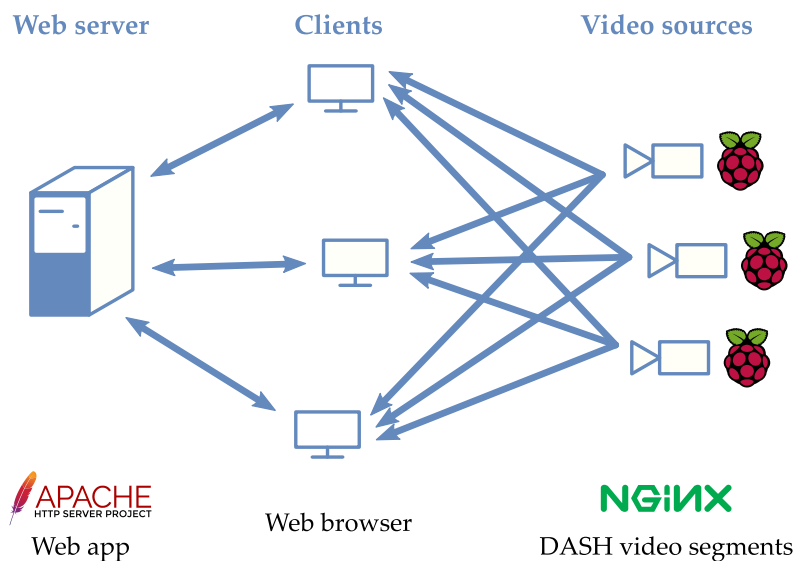 Web server
Clients
Video sources
APACHE
HTTP SERVER PROJECT
Web app
Web browser
NGiNX
DASH video segments